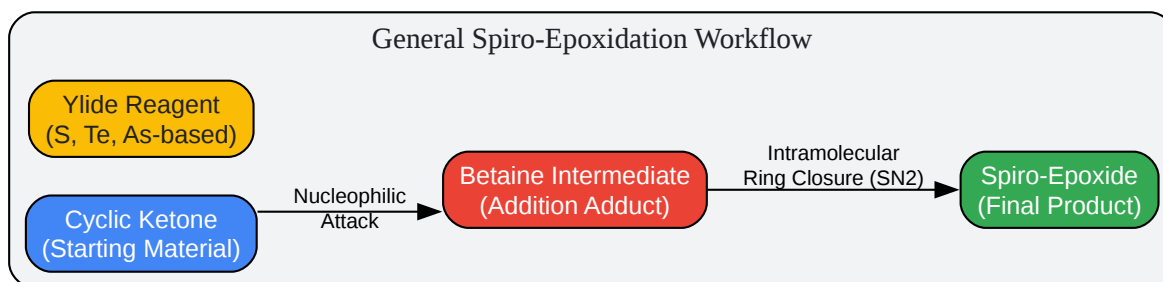 General Spiro-Epoxidation Workflow
Ylide Reagent
(S, Te, As-based)
Cyclic Ketone
(Starting Material)
Nucleophilic
Attack
Betaine Intermediate
(Addition Adduct)
Intramolecular
Ring Closure (SN2)
Spiro-Epoxide
(Final Product)